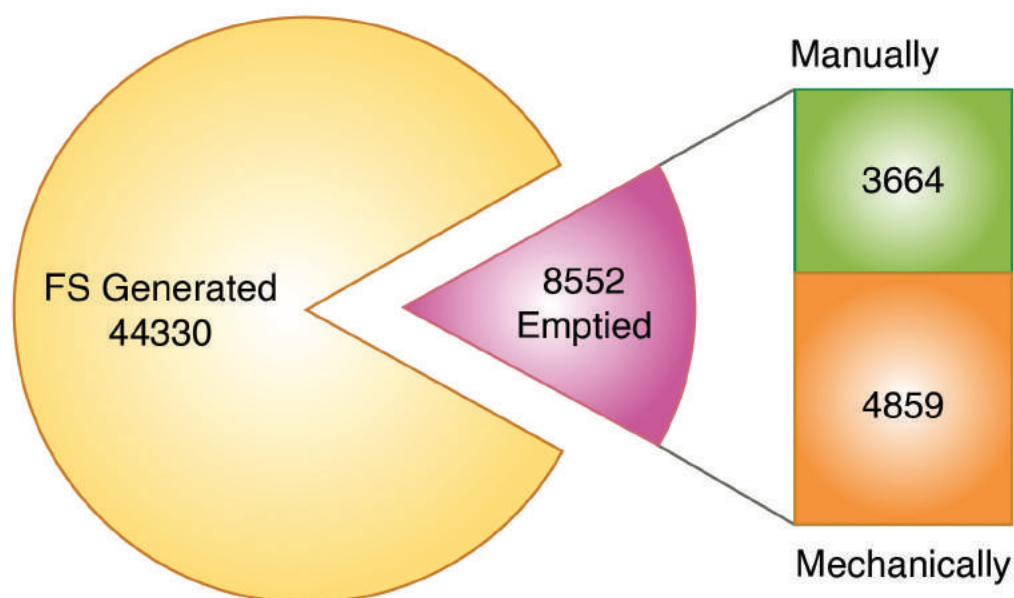 Manually
3664
FS Generated
44330
8552
Emptied
4859
Mechanically